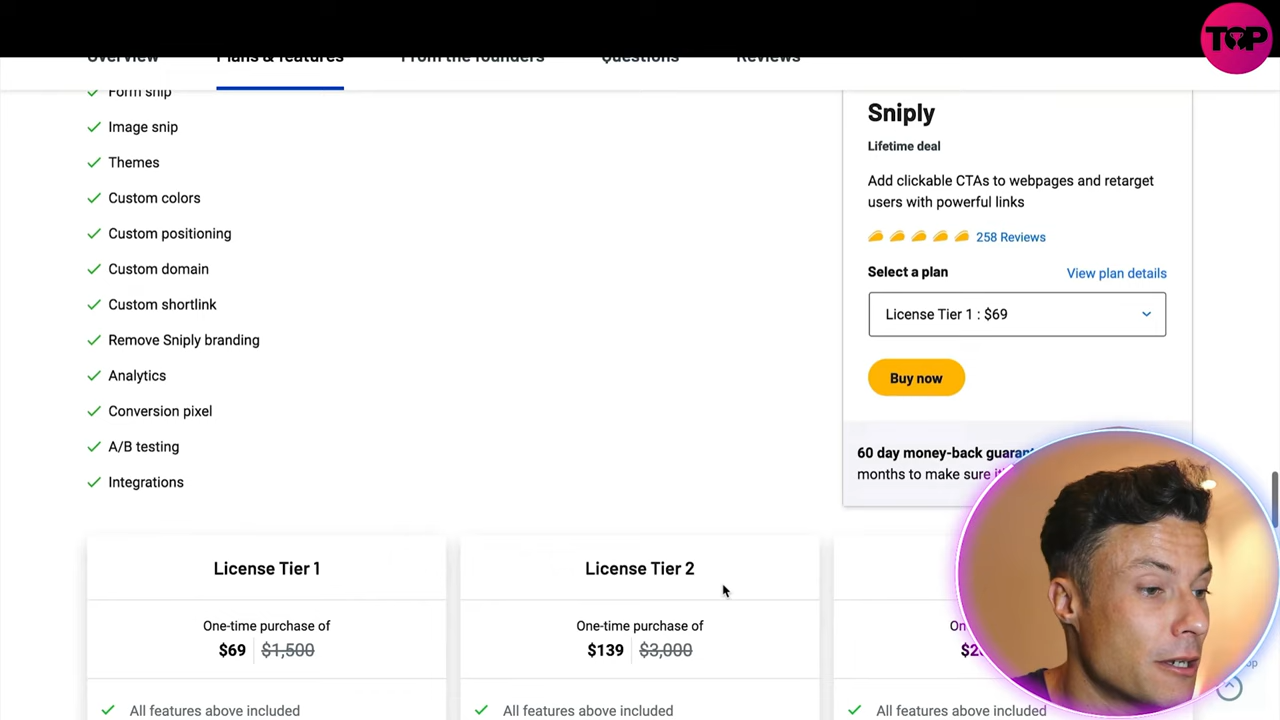 TOP
Overview
Plans & features
From the founders
Questions
Reviews
Form snip
Image snip
Themes
Custom colors
Custom positioning
Custom domain
Custom shortlink
Remove Sniply branding
Analytics
Conversion pixel
A/B testing
Integrations
Sniply
Lifetime deal
Add clickable CTAs to webpages and retarget
users with powerful links
258 Reviews
Select a plan
View plan details
License Tier 1 : $69
Buy now
60 day money-back
months to make sure
License Tier 1
One-time purchase of
$69 $1,500
All features above included
License Tier 2
One-time purchase of
$139 $3,000
All features above included
All features above included